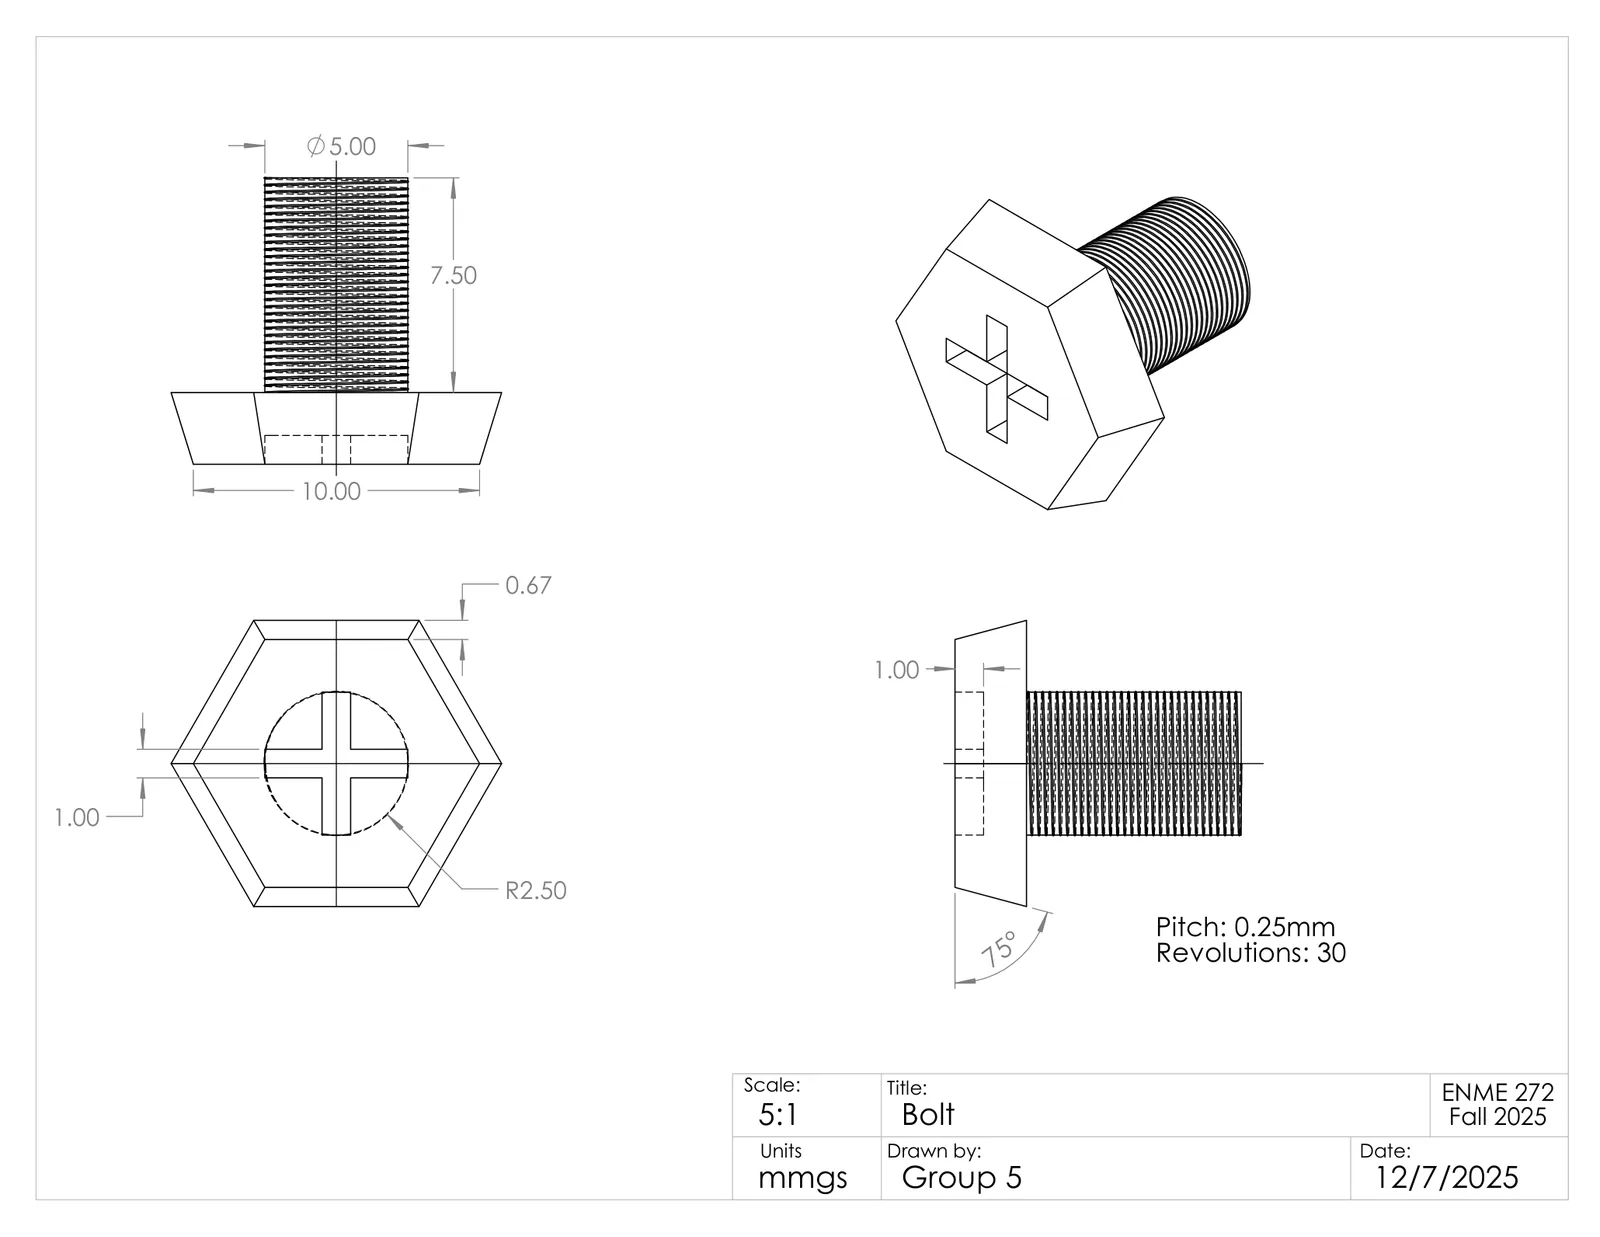 ⌀5.00
7.50
10.00
0.67
1.00
R2.50
1.00
75°
Pitch: 0.25mm
Revolutions: 30
Scale:
5:1
Title:
Bolt
ENME 272
Fall 2025
Units
mmgs
Drawn by:
Group 5
Date:
12/7/2025